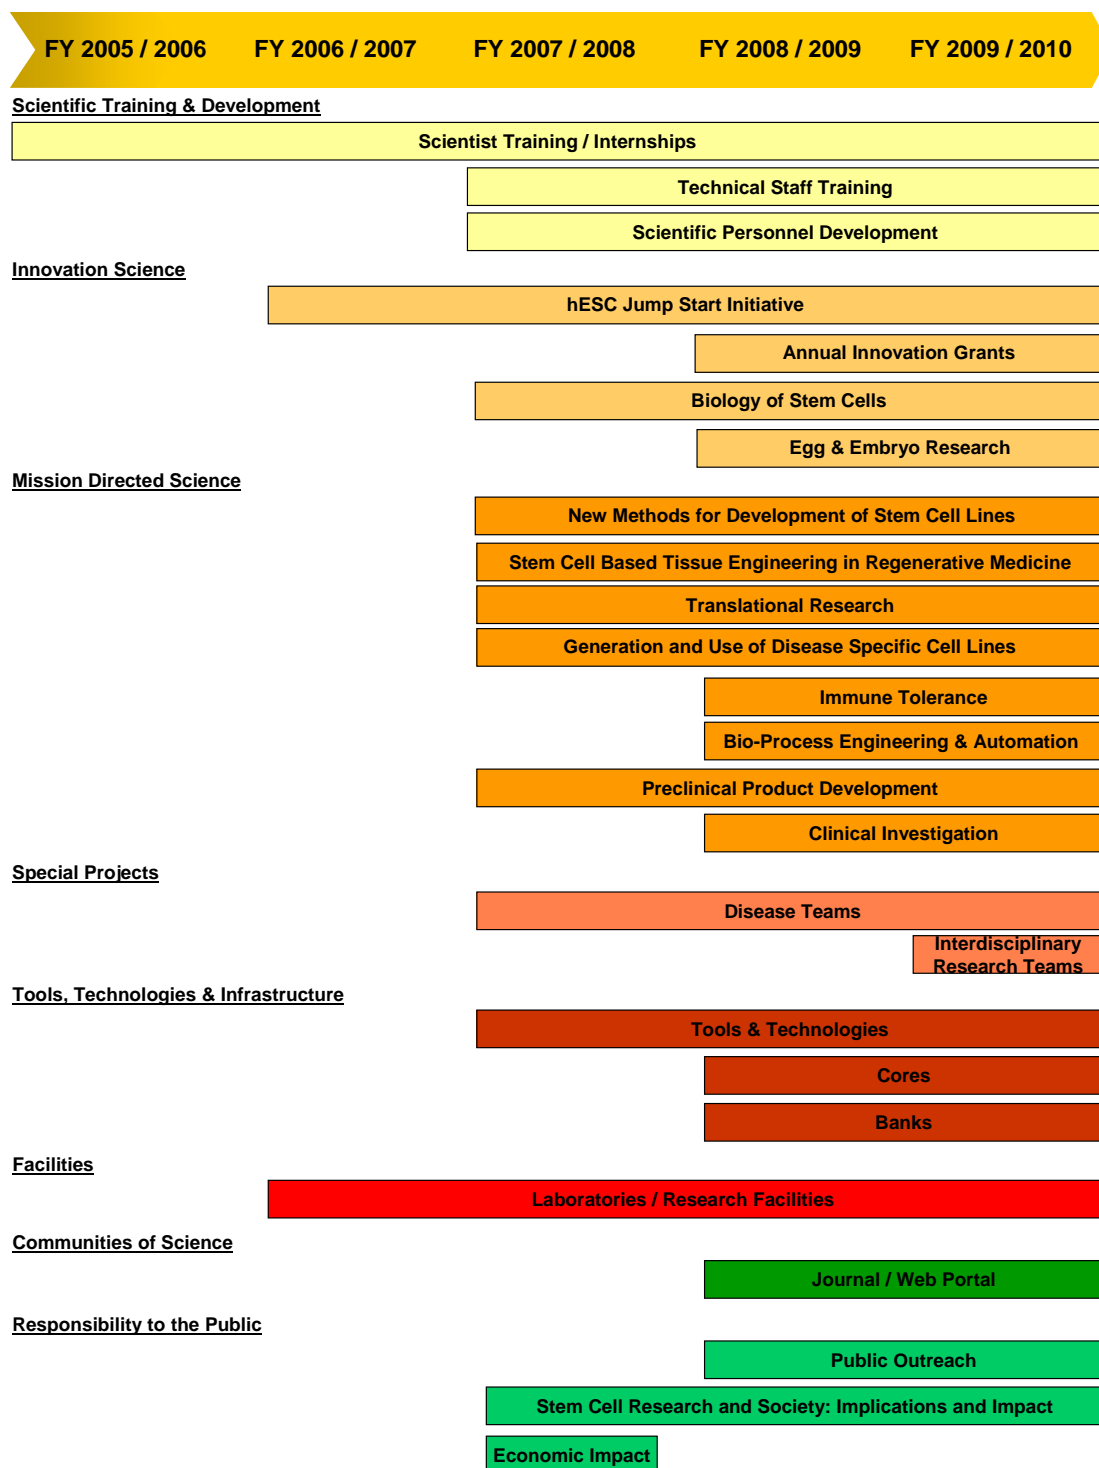 FY 2005 / 2006 FY 2006 / 2007 FY 2007 / 2008 FY 2008 / 2009 FY 2009 / 2010
Scientific Training & Development
Scientist Training / Internships
Technical Staff Training
Scientific Personnel Development
Innovation Science
hESC Jump Start Initiative
Annual Innovation Grants
Biology of Stem Cells
Egg & Embryo Research
Mission Directed Science
New Methods for Development of Stem Cell Lines
Stem Cell Based Tissue Engineering in Regenerative Medicine
Translational Research
Generation and Use of Disease Specific Cell Lines
Immune Tolerance
Bio-Process Engineering & Automation
Preclinical Product Development
Clinical Investigation
Special Projects
Disease Teams
Interdisciplinary
Research Teams
Tools, Technologies & Infrastructure
Tools & Technologies
Cores
Banks
Facilities
Laboratories / Research Facilities
Communities of Science
Journal / Web Portal
Responsibility to the Public
Public Outreach
Stem Cell Research and Society: Implications and Impact
Economic Impact